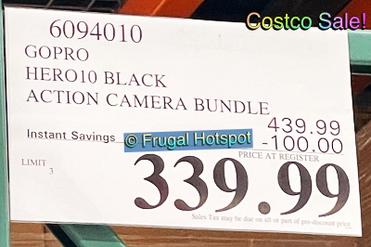 Costco Sale!
6094010
GOPRO
HERO10 BLACK
ACTION CAMERA BUNDLE
439.99
Instant Savings -100.00
© Frugal Hotspot
PRICE AT REGISTER
LIMIT
3
339.99
Sales Tax may be due on all or part of pre-discount price.